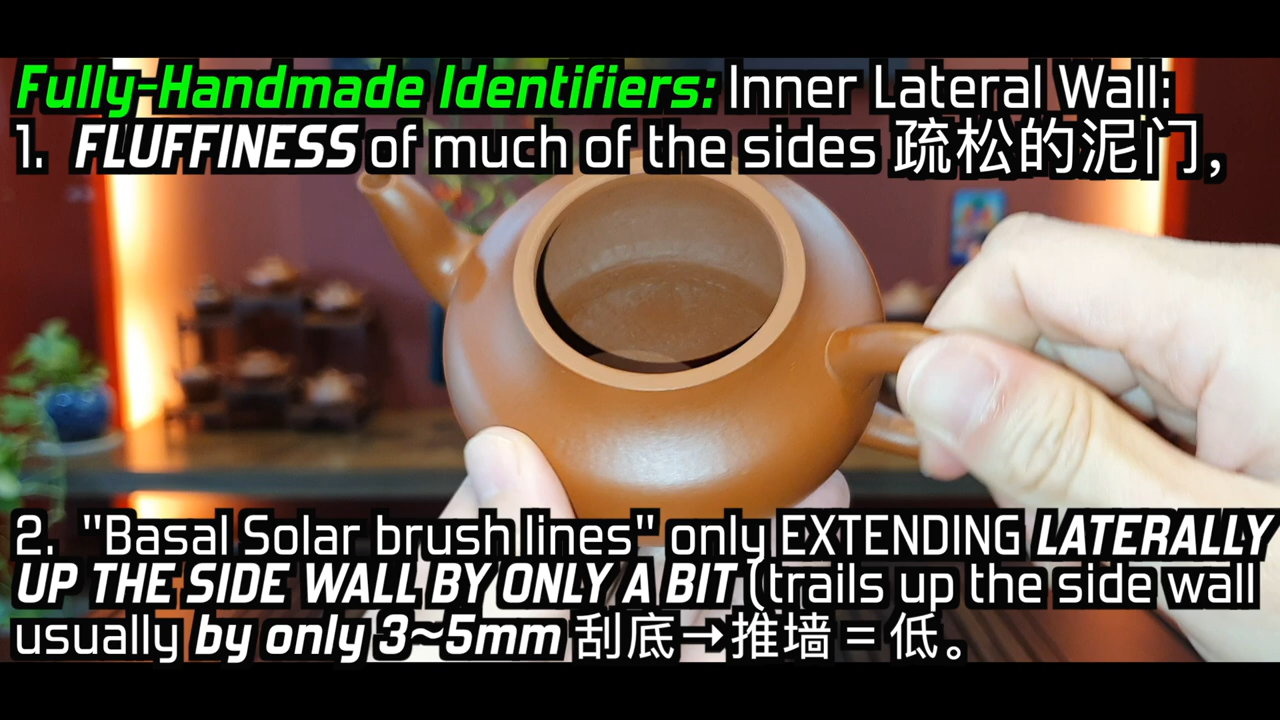 Fully-Handmade Identifiers: Inner Lateral Wall:
1. FLUFFINESS of much of the sides 疏松的泥门,
2. "Basal Solar brush lines" only EXTENDING LATERALLY
UP THE SIDE WALL BY ONLY A BIT (trails up the side wall
usually by only 3~5mm 刮底→推墙 = 低。